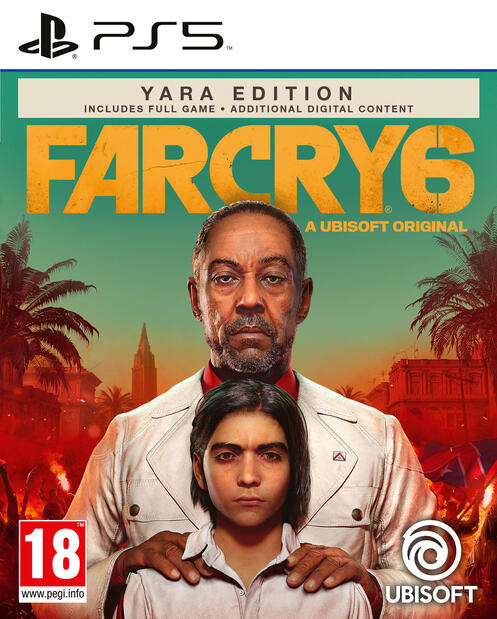 PS5
YARA EDITION
INCLUDES FULL GAME • ADDITIONAL DIGITAL CONTENT
FARCRY6
A UBISOFT ORIGINAL
18
www.pegi.info
UBISOFT